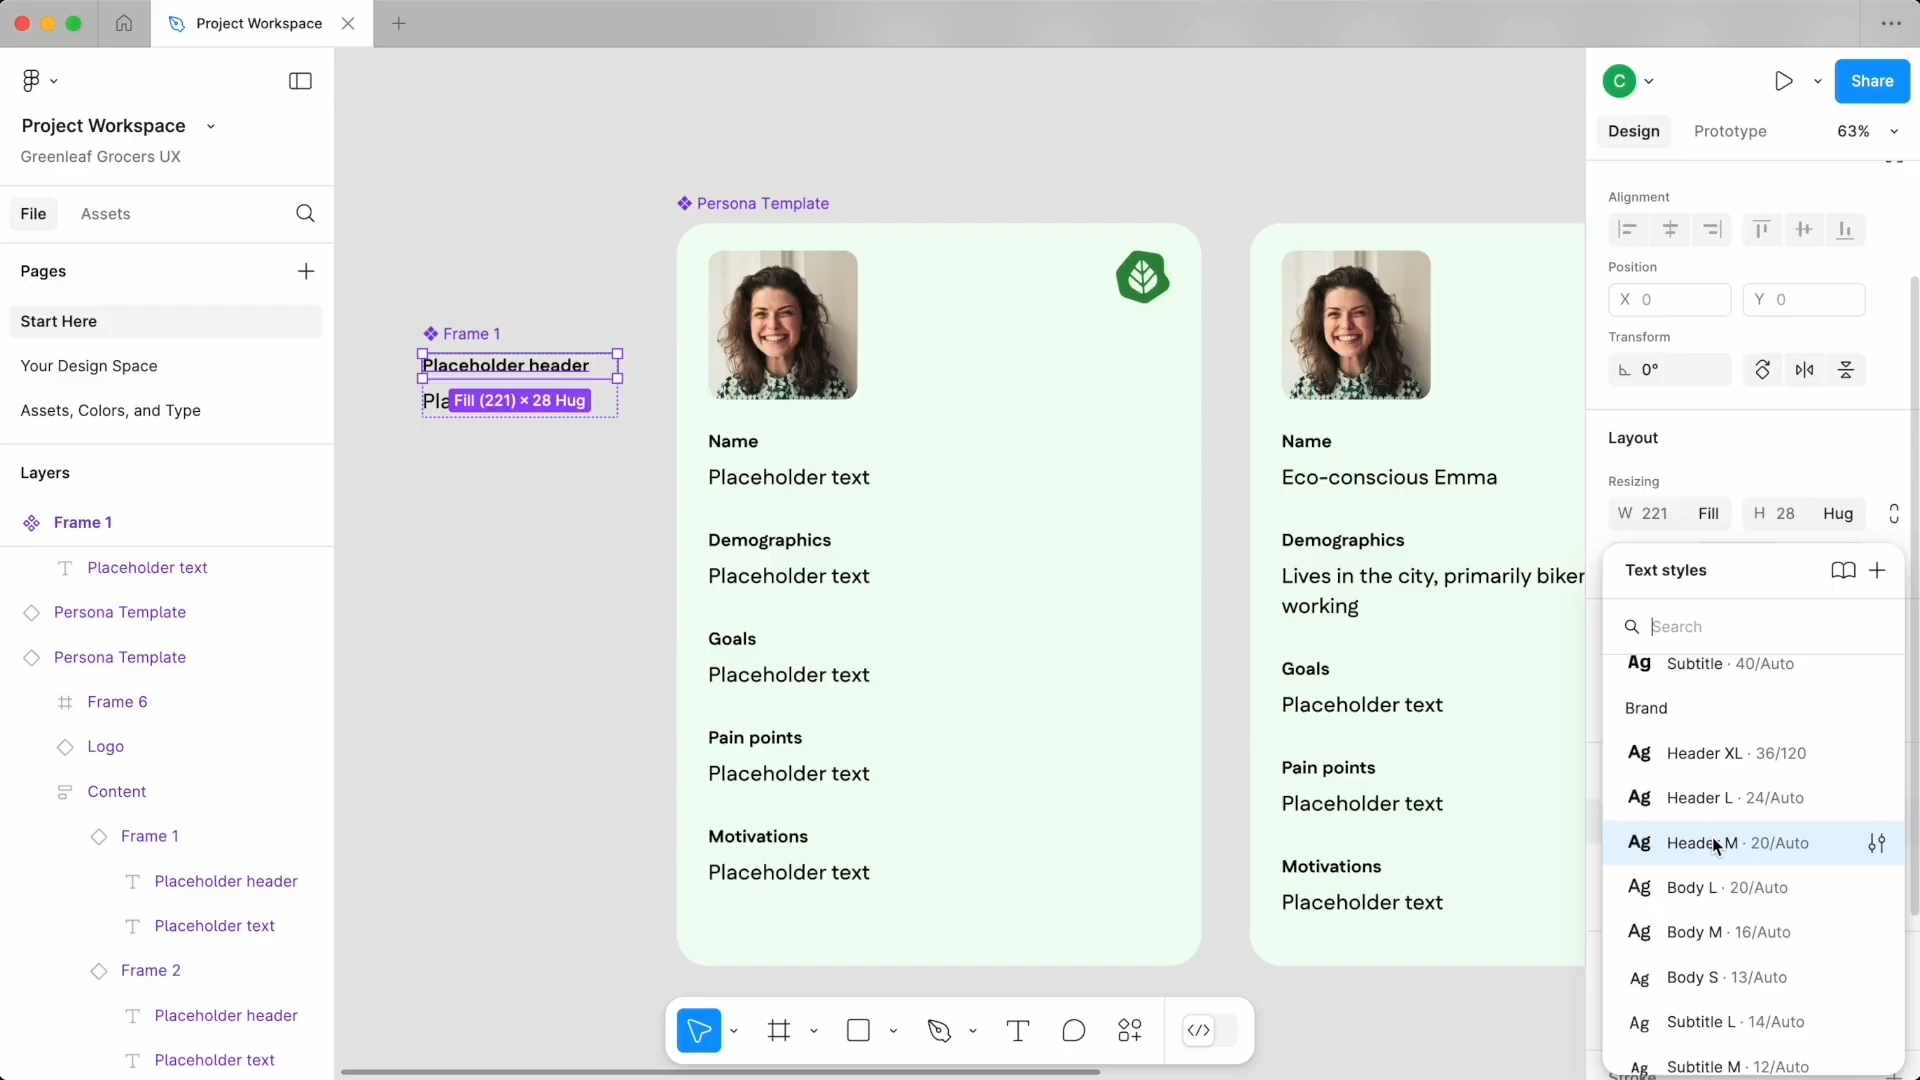 Project Workspace
C
Share
Project Workspace
Greenleaf Grocers UX
Design
Prototype
63%
File
Assets
Pages
Start Here
Your Design Space
Assets, Colors, and Type
Layers
Frame 1
Placeholder text
Persona Template
Persona Template
Frame 6
Logo
Content
Frame 1
Placeholder header
Placeholder text
Frame 2
Placeholder header
Placeholder text
Frame 1
Placeholder header
Pla
Fill (221) × 28 Hug
Persona Template
Name
Placeholder text
Demographics
Placeholder text
Goals
Placeholder text
Pain points
Placeholder text
Motivations
Placeholder text
Name
Eco-conscious Emma
Demographics
Lives in the city, primarily biker
working
Goals
Placeholder text
Pain points
Placeholder text
Motivations
Placeholder text
Alignment
Position
X 0
Y 0
Transform
0°
Layout
Resizing
W 221 Fill
H 28 Hug
Text styles
Search
Ag Subtitle · 40/Auto
Brand
Ag Header XL · 36/120
Ag Header L · 24/Auto
Ag Header M · 20/Auto
Ag Body L · 20/Auto
Ag Body M · 16/Auto
Ag Body S · 13/Auto
Ag Subtitle L · 14/Auto
Ag Subtitle M · 12/Auto
Stroke